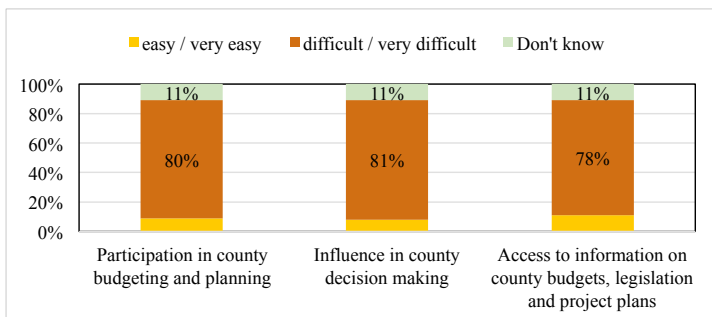 easy / very easy difficult / very difficult Don't know
100%
80%
60%
40%
20%
0%
11% 11% 11%
80% 81% 78%
Participation in county budgeting and planning
Influence in county decision making
Access to information on county budgets, legislation and project plans